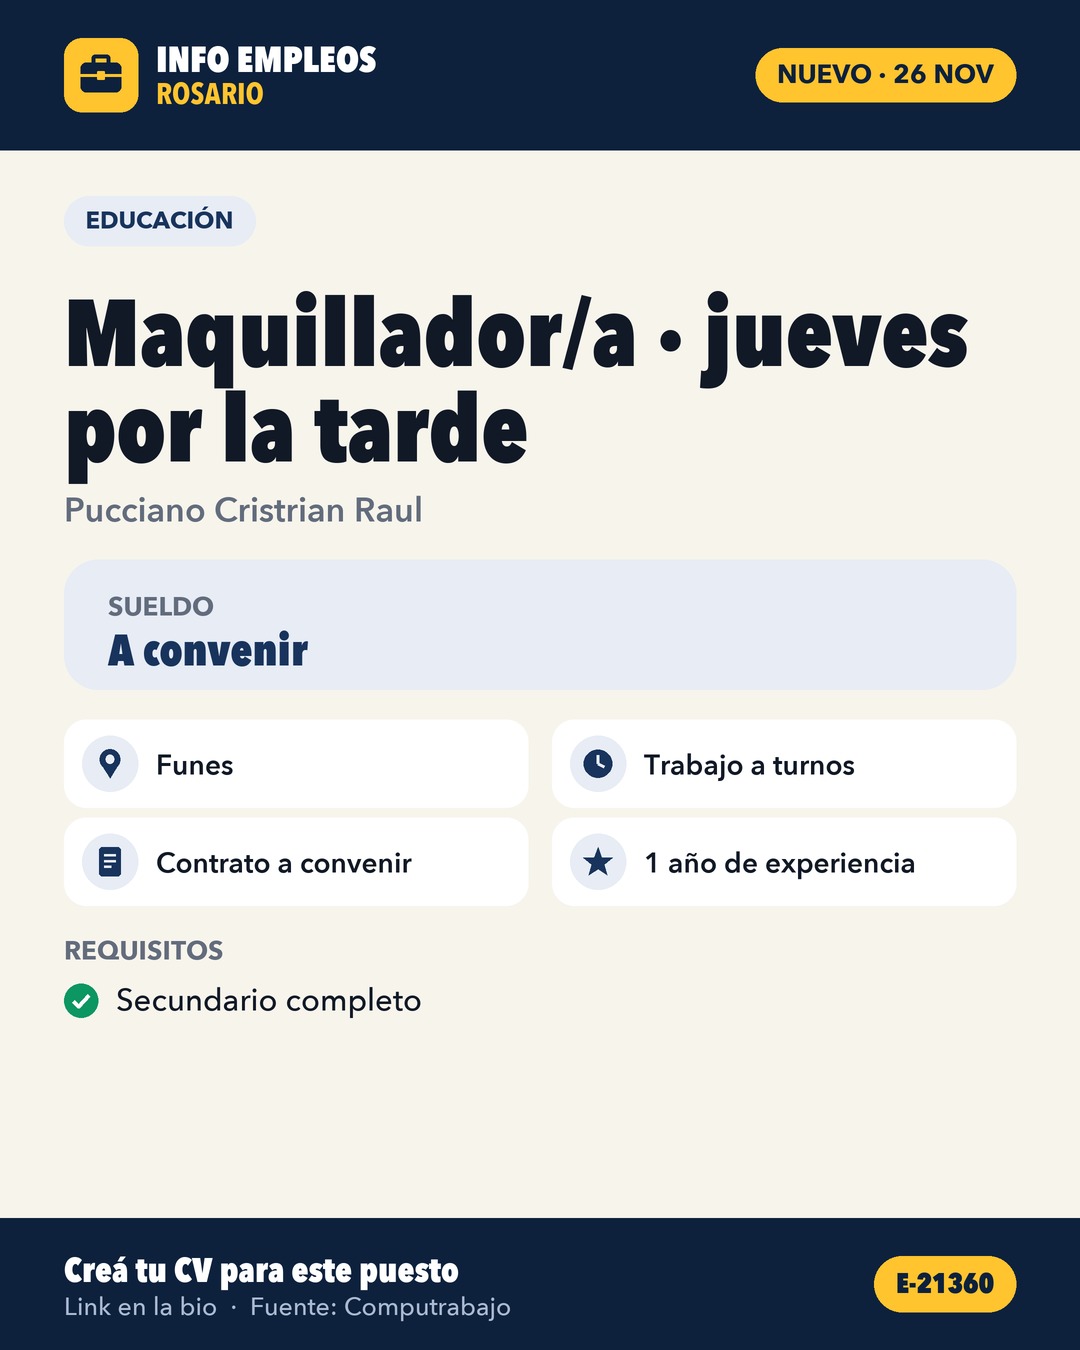 INFO EMPLEOS
ROSARIO
NUEVO · 26 NOV
EDUCACIÓN
Maquillador/a · jueves
por la tarde
Pucciano Cristrian Raul
SUELDO
A convenir
Funes
Trabajo a turnos
Contrato a convenir
1 año de experiencia
REQUISITOS
Secundario completo
Creá tu CV para este puesto
Link en la bio · Fuente: Computrabajo
E-21360